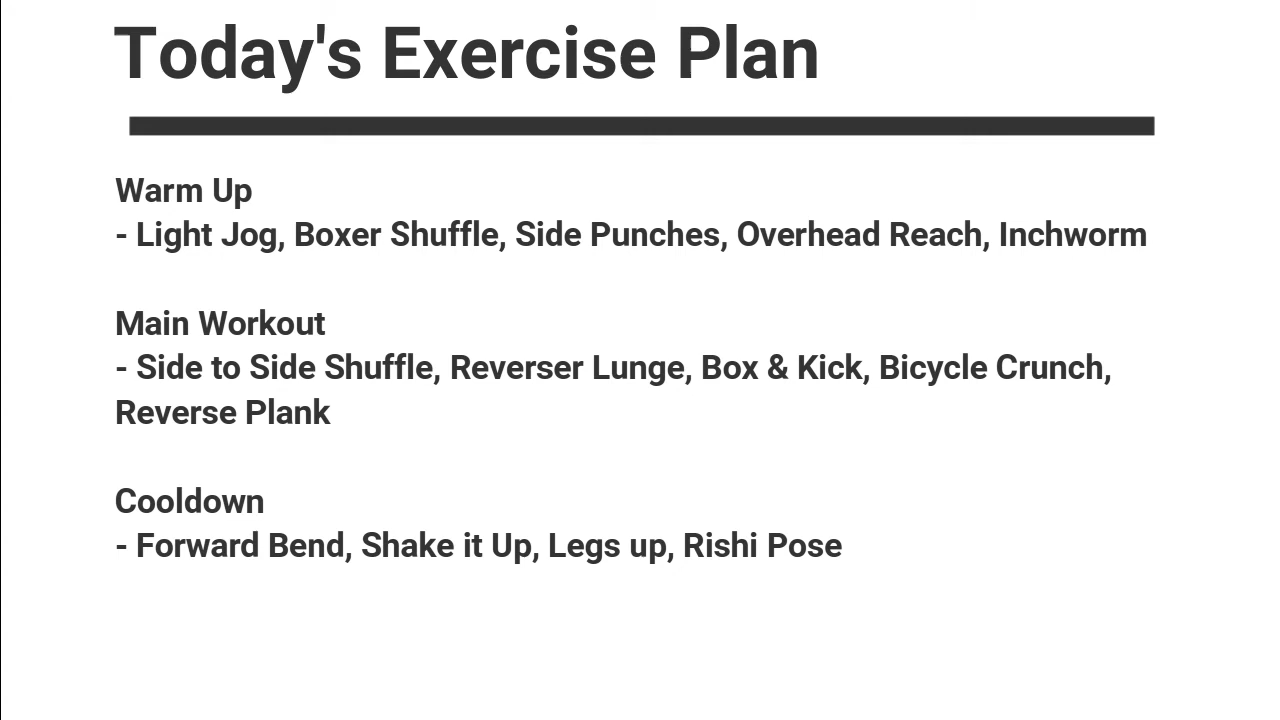 Today's Exercise Plan
Warm Up
- Light Jog, Boxer Shuffle, Side Punches, Overhead Reach, Inchworm
Main Workout
- Side to Side Shuffle, Reverser Lunge, Box & Kick, Bicycle Crunch,
Reverse Plank
Cooldown
- Forward Bend, Shake it Up, Legs up, Rishi Pose